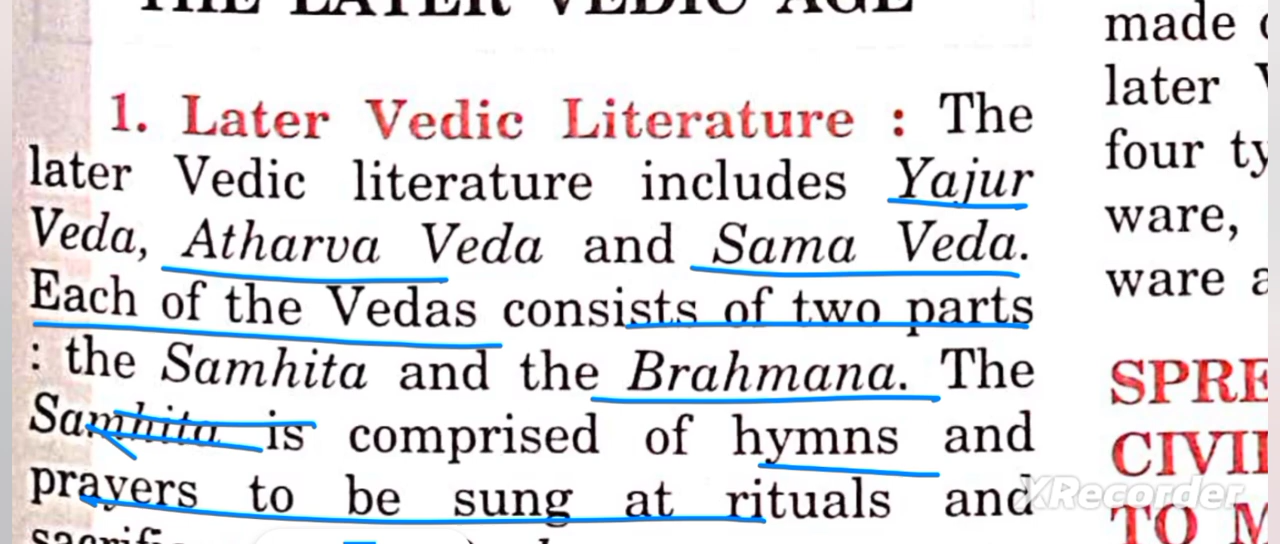 THE LATER VEDIC AGE
1. Later Vedic Literature : The
later Vedic literature includes Yajur
Veda, Atharva Veda and Sama Veda.
Each of the Vedas consists of two parts
: the Samhita and the Brahmana. The
Samhita is comprised of hymns and
prayers to be sung at rituals and
made
later
four
ware,
ware
CIVI
TO M
XRecorder